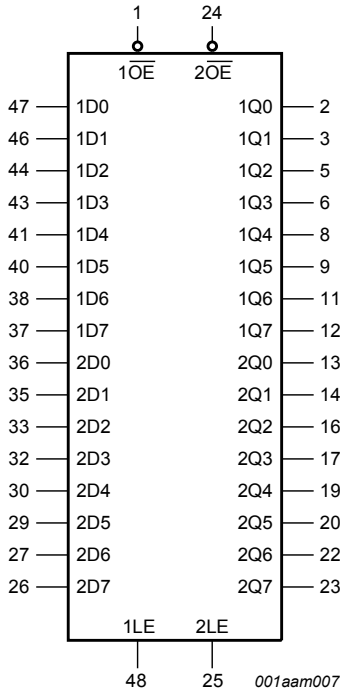 1 24
1O̅E̅ 2O̅E̅
47 1D0 1Q0 2
46 1D1 1Q1 3
44 1D2 1Q2 5
43 1D3 1Q3 6
41 1D4 1Q4 8
40 1D5 1Q5 9
38 1D6 1Q6 11
37 1D7 1Q7 12
36 2D0 2Q0 13
35 2D1 2Q1 14
33 2D2 2Q2 16
32 2D3 2Q3 17
30 2D4 2Q4 19
29 2D5 2Q5 20
27 2D6 2Q6 22
26 2D7 2Q7 23
1LE 2LE
48 25 001aam007